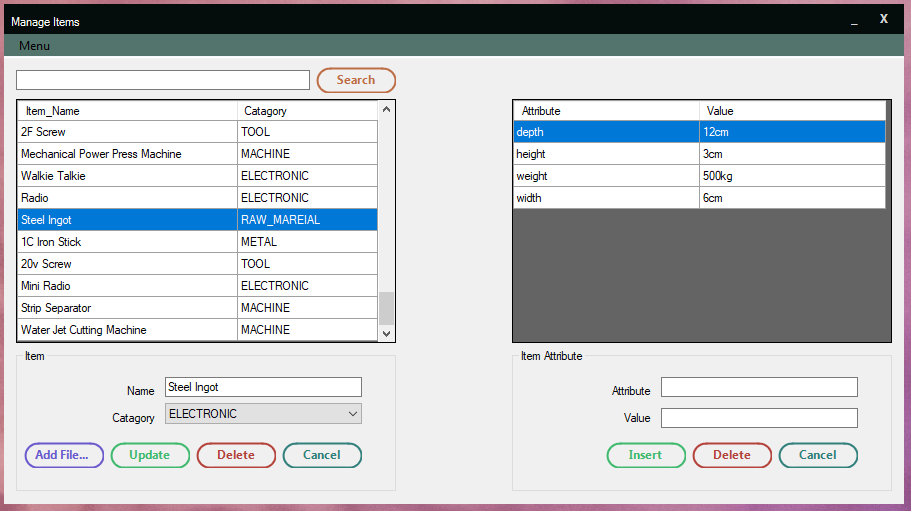 Manage Items _ X
Menu
Search
Item_Name Catagory
2F Screw TOOL
Mechanical Power Press Machine MACHINE
Walkie Talkie ELECTRONIC
Radio ELECTRONIC
Steel Ingot RAW_MAREIAL
1C Iron Stick METAL
20v Screw TOOL
Mini Radio ELECTRONIC
Strip Separator MACHINE
Water Jet Cutting Machine MACHINE
Attribute Value
depth 12cm
height 3cm
weight 500kg
width 6cm
Item
Name Steel Ingot
Catagory ELECTRONIC
Add File... Update Delete Cancel
Item Attribute
Attribute
Value
Insert Delete Cancel